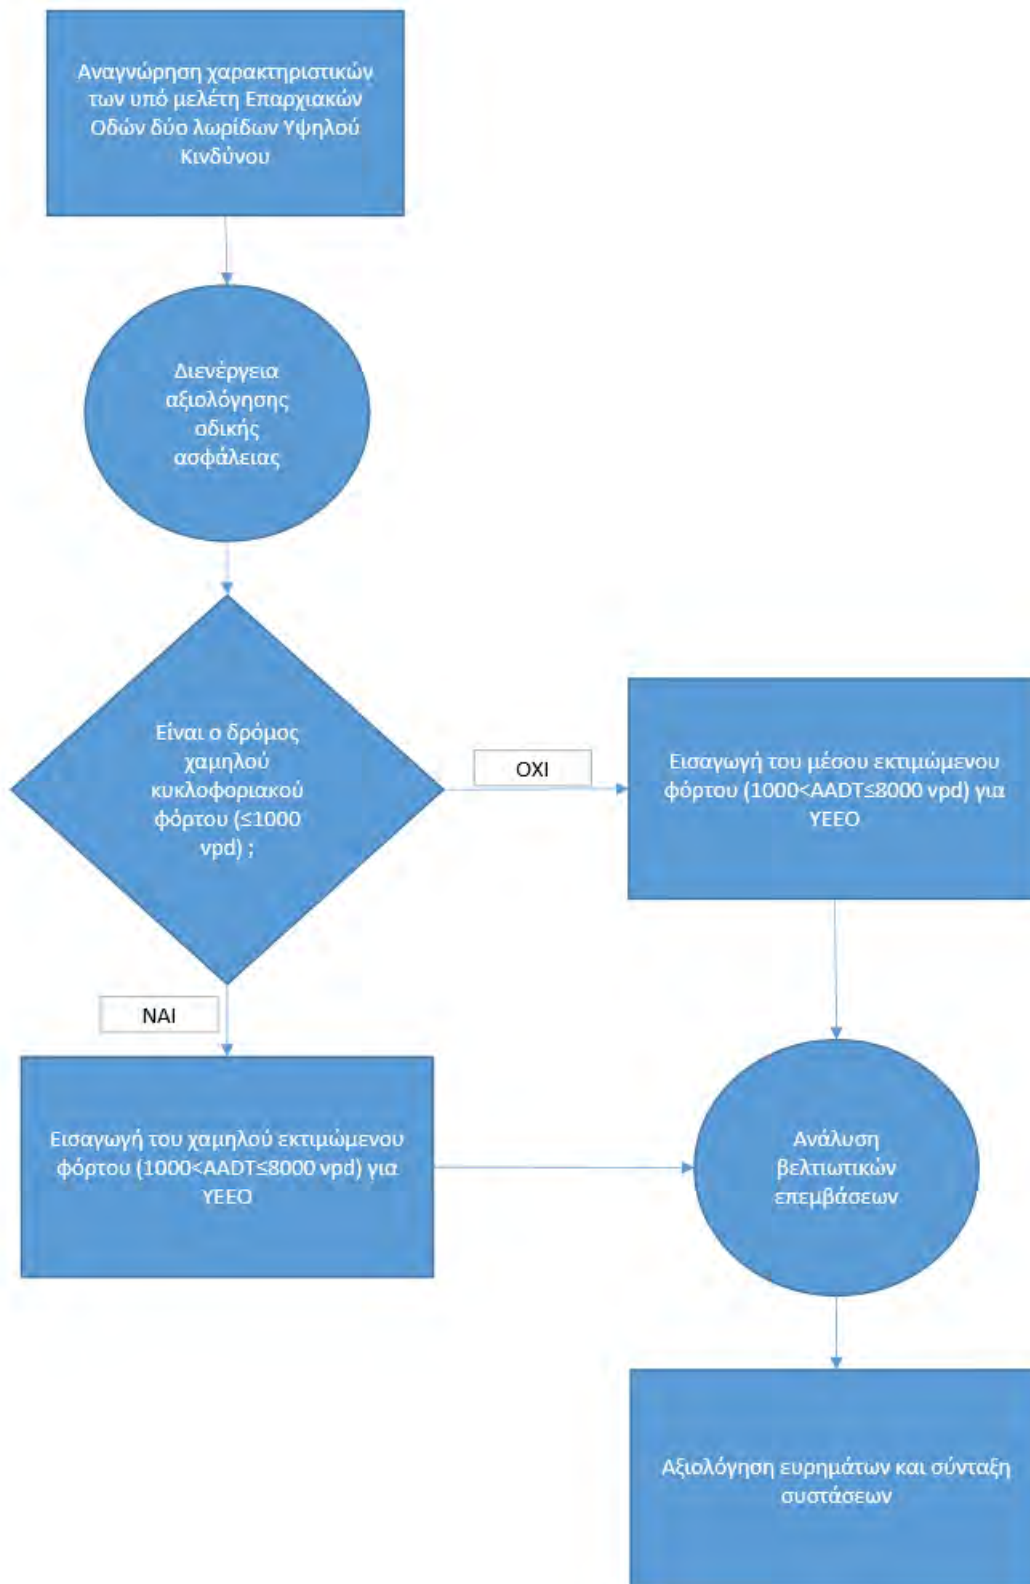 Αναγνώρηση χαρακτηριστικών
των υπό μελέτη Επαρχιακών
Οδών δύο λωρίδων Υψηλού
Κινδύνου
Διενέργεια
αξιολόγησης
οδικής
ασφάλειας
Είναι ο δρόμος
χαμηλού
κυκλοφοριακού
φόρτου (≤1000
vpd) ;
ΟΧΙ
Εισαγωγή του μέσου εκτιμώμενου
φόρτου (1000<AADT≤8000 vpd) για
ΥΕΕΟ
ΝΑΙ
Εισαγωγή του χαμηλού εκτιμώμενου
φόρτου (1000<AADT≤8000 vpd) για
ΥΕΕΟ
Ανάλυση
βελτιωτικών
επεμβάσεων
Αξιολόγηση ευρημάτων και σύνταξη
συστάσεων